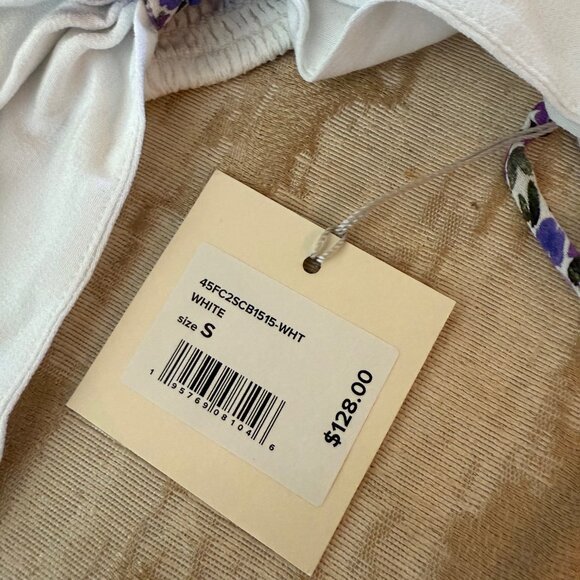 45FC2SCB1515-WHT
WHITE
size S
1 95769 08104 6
$128.00